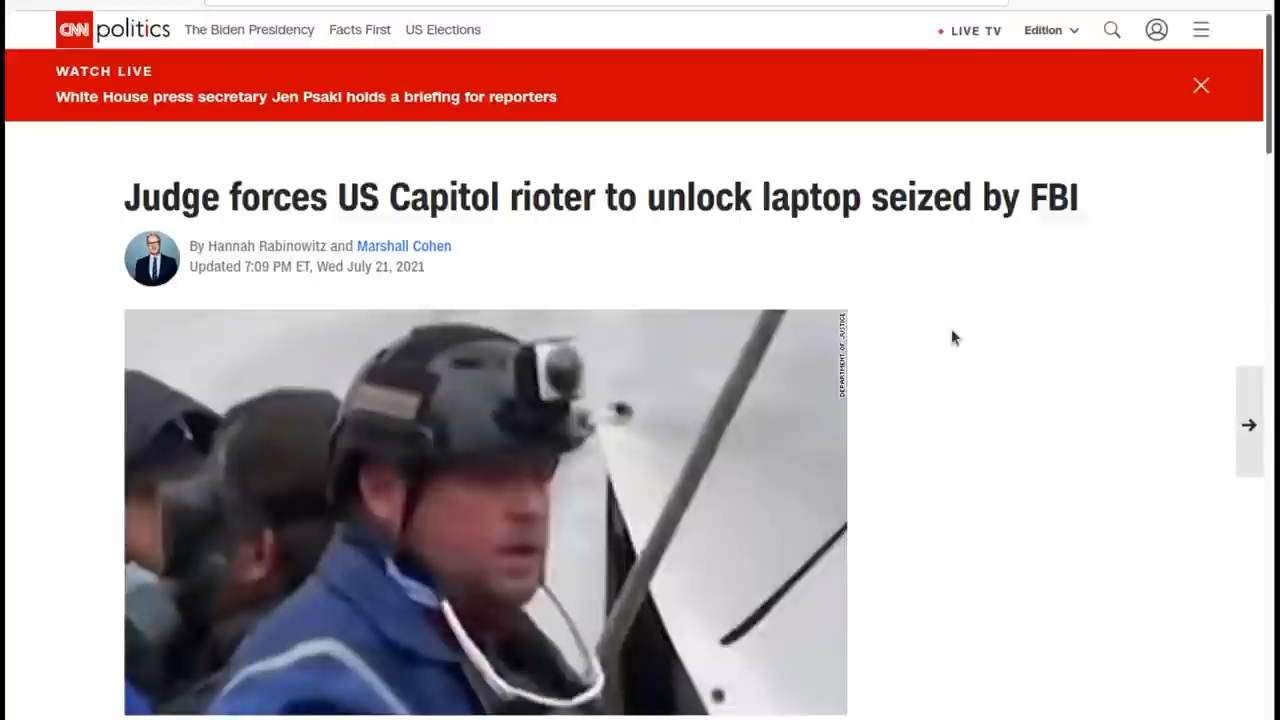 CNN politics The Biden Presidency Facts First US Elections
LIVE TV Edition
WATCH LIVE
White House press secretary Jen Psaki holds a briefing for reporters
Judge forces US Capitol rioter to unlock laptop seized by FBI
By Hannah Rabinowitz and Marshall Cohen
Updated 7:09 PM ET, Wed July 21, 2021
DEPARTMENT OF JUSTICE